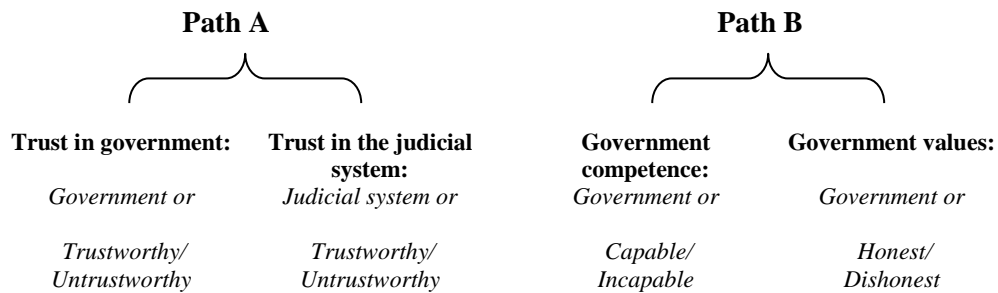 Path A
Path B
Trust in government:
Government or
Trustworthy/
Untrustworthy
Trust in the judicial
system:
Judicial system or
Trustworthy/
Untrustworthy
Government
competence:
Government or
Capable/
Incapable
Government values:
Government or
Honest/
Dishonest